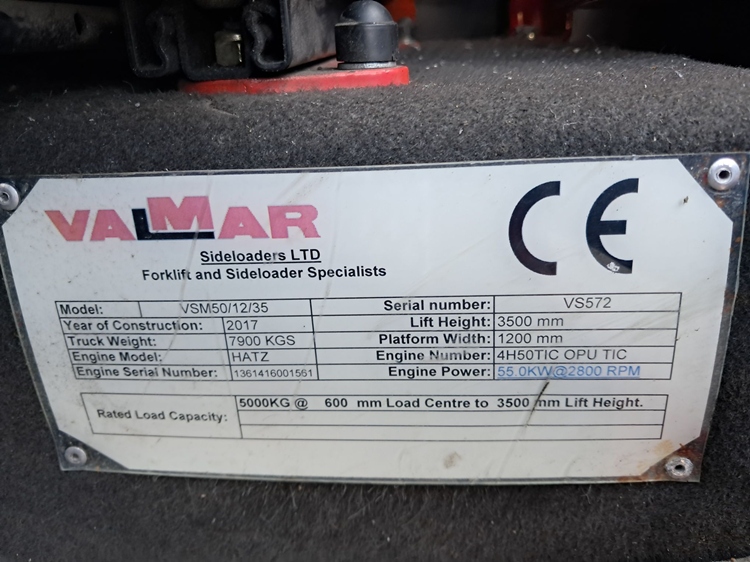 VALMAR
CE
Sideloaders LTD
Forklift and Sideloader Specialists
Model: VSM50/12/35 Serial number: VS572
Year of Construction: 2017 Lift Height: 3500 mm
Truck Weight: 7900 KGS Platform Width: 1200 mm
Engine Model: HATZ Engine Number: 4H50TIC OPU TIC
Engine Serial Number: 1361416001561 Engine Power: 55.0KW@2800 RPM
Rated Load Capacity: 5000KG @ 600 mm Load Centre to 3500 mm Lift Height.